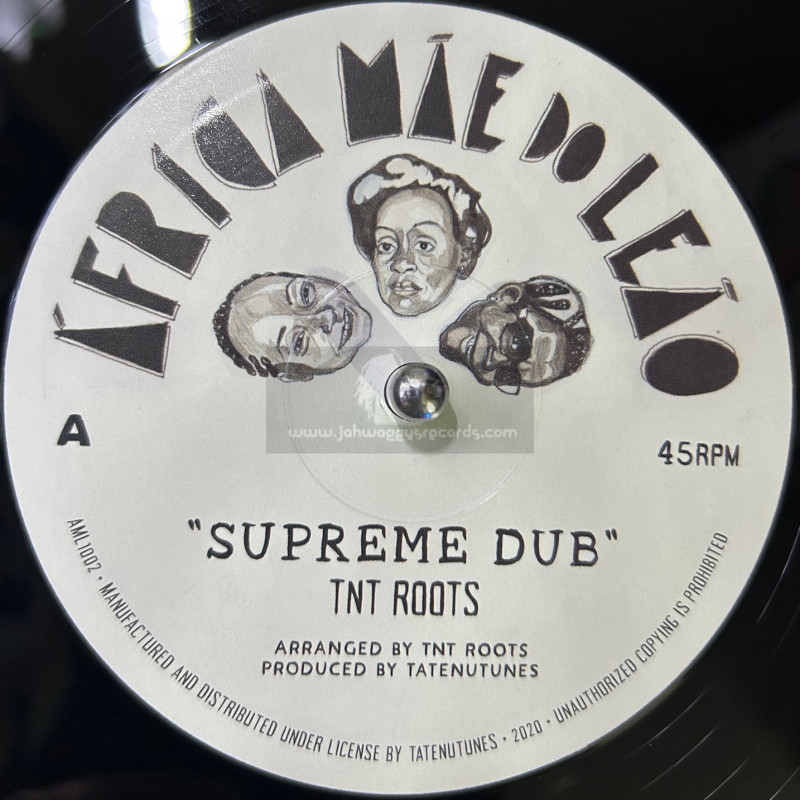 ÁFRICA MÃE DO LEÃO
www.jahwaggysrecords.com
A
45RPM
"SUPREME DUB"
TNT ROOTS
ARRANGED BY TNT ROOTS
PRODUCED BY TATENUTUNES
AML1002 • MANUFACTURED AND DISTRIBUTED UNDER LICENSE BY TATENUTUNES • 2020 • UNAUTHORIZED COPYING IS PROHIBITED